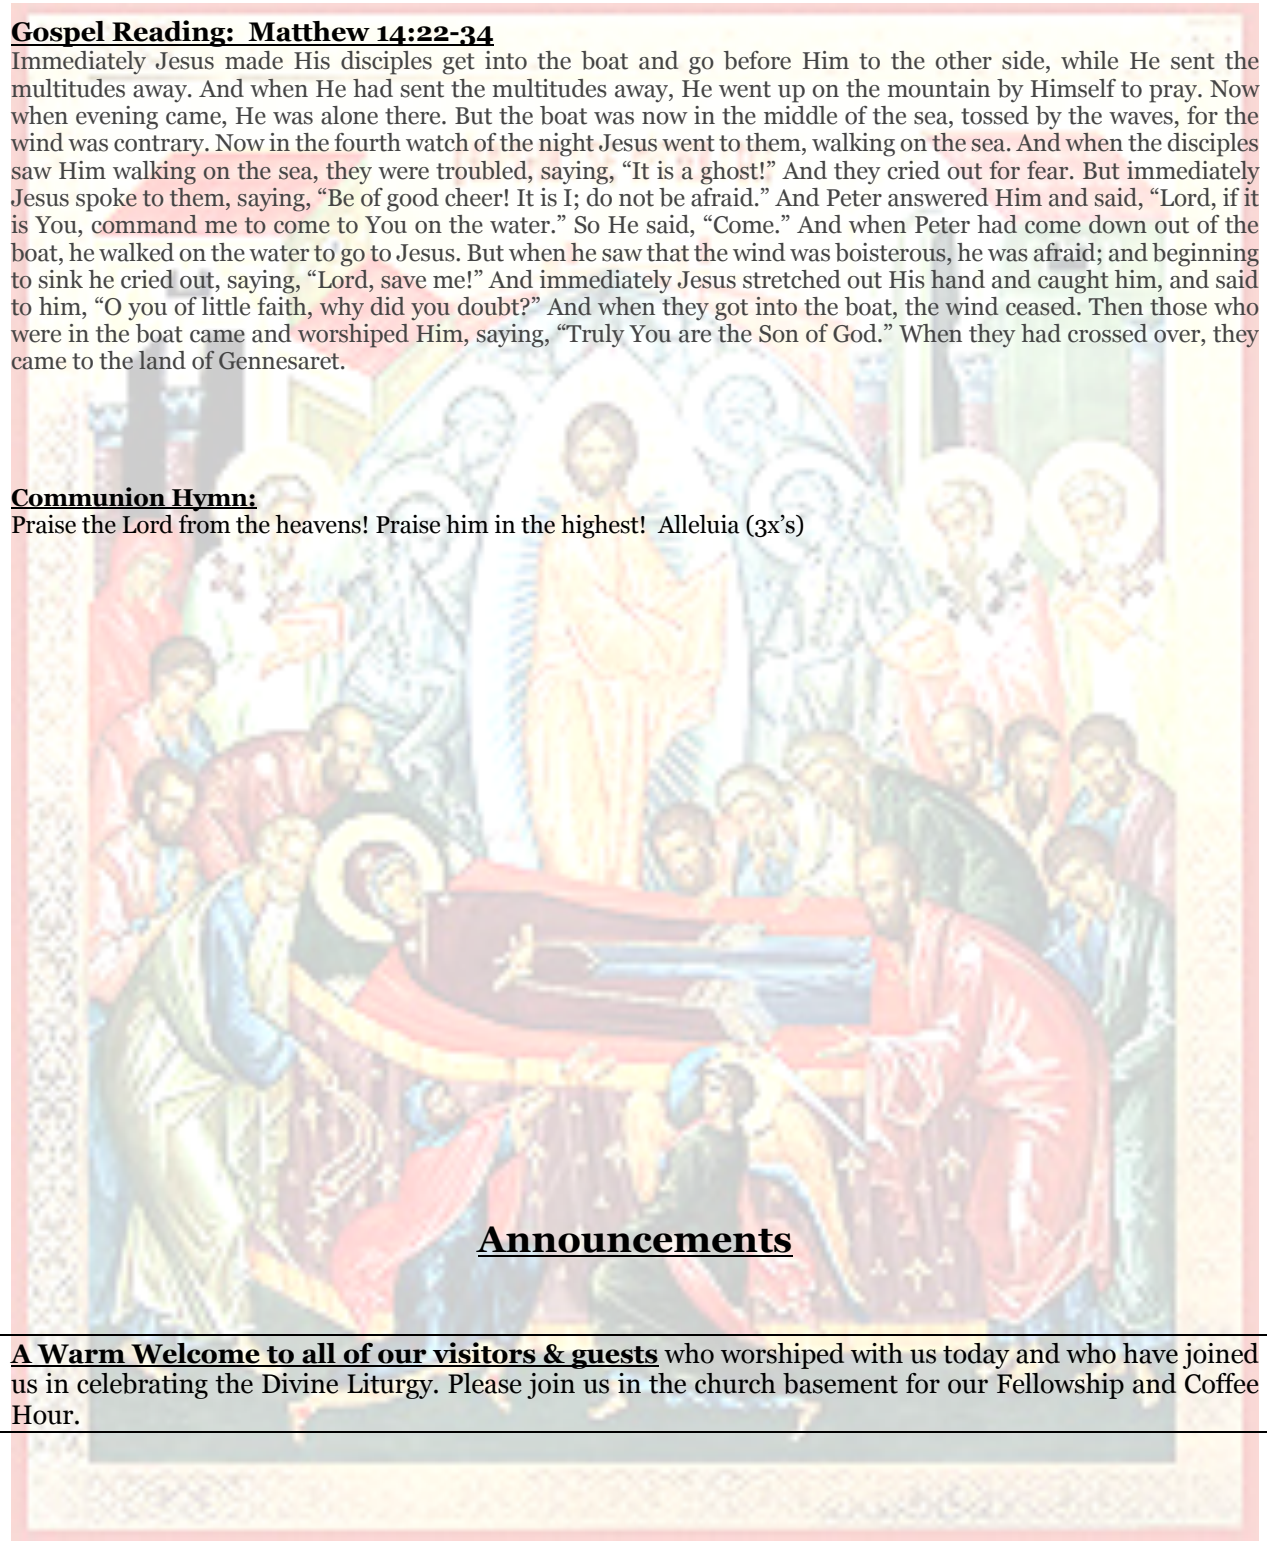 Gospel Reading:  Matthew 14:22-34
Immediately Jesus made His disciples get into the boat and go before Him to the other side, while He sent the
multitudes away. And when He had sent the multitudes away, He went up on the mountain by Himself to pray. Now
when evening came, He was alone there. But the boat was now in the middle of the sea, tossed by the waves, for the
wind was contrary. Now in the fourth watch of the night Jesus went to them, walking on the sea. And when the disciples
saw Him walking on the sea, they were troubled, saying, “It is a ghost!” And they cried out for fear. But immediately
Jesus spoke to them, saying, “Be of good cheer! It is I; do not be afraid.” And Peter answered Him and said, “Lord, if it
is You, command me to come to You on the water.” So He said, “Come.” And when Peter had come down out of the
boat, he walked on the water to go to Jesus. But when he saw that the wind was boisterous, he was afraid; and beginning
to sink he cried out, saying, “Lord, save me!” And immediately Jesus stretched out His hand and caught him, and said
to him, “O you of little faith, why did you doubt?” And when they got into the boat, the wind ceased. Then those who
were in the boat came and worshiped Him, saying, “Truly You are the Son of God.” When they had crossed over, they
came to the land of Gennesaret.
Communion Hymn:
Praise the Lord from the heavens! Praise him in the highest!  Alleluia (3x’s)
Announcements
A Warm Welcome to all of our visitors & guests who worshiped with us today and who have joined
us in celebrating the Divine Liturgy. Please join us in the church basement for our Fellowship and Coffee
Hour.